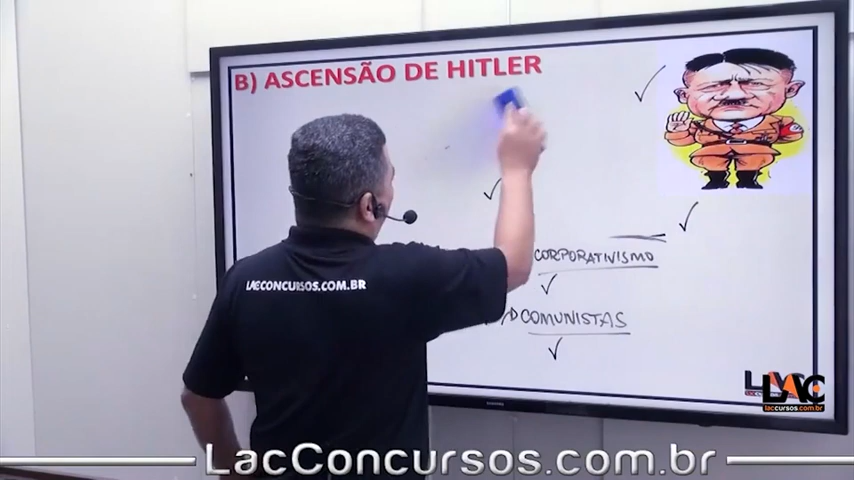 B) ASCENSÃO DE HITLER
CORPORATIVISMO
COMUNISTAS
LACCONCURSOS.COM.BR
LAC
laccursos.com.br
LacConcursos.com.br